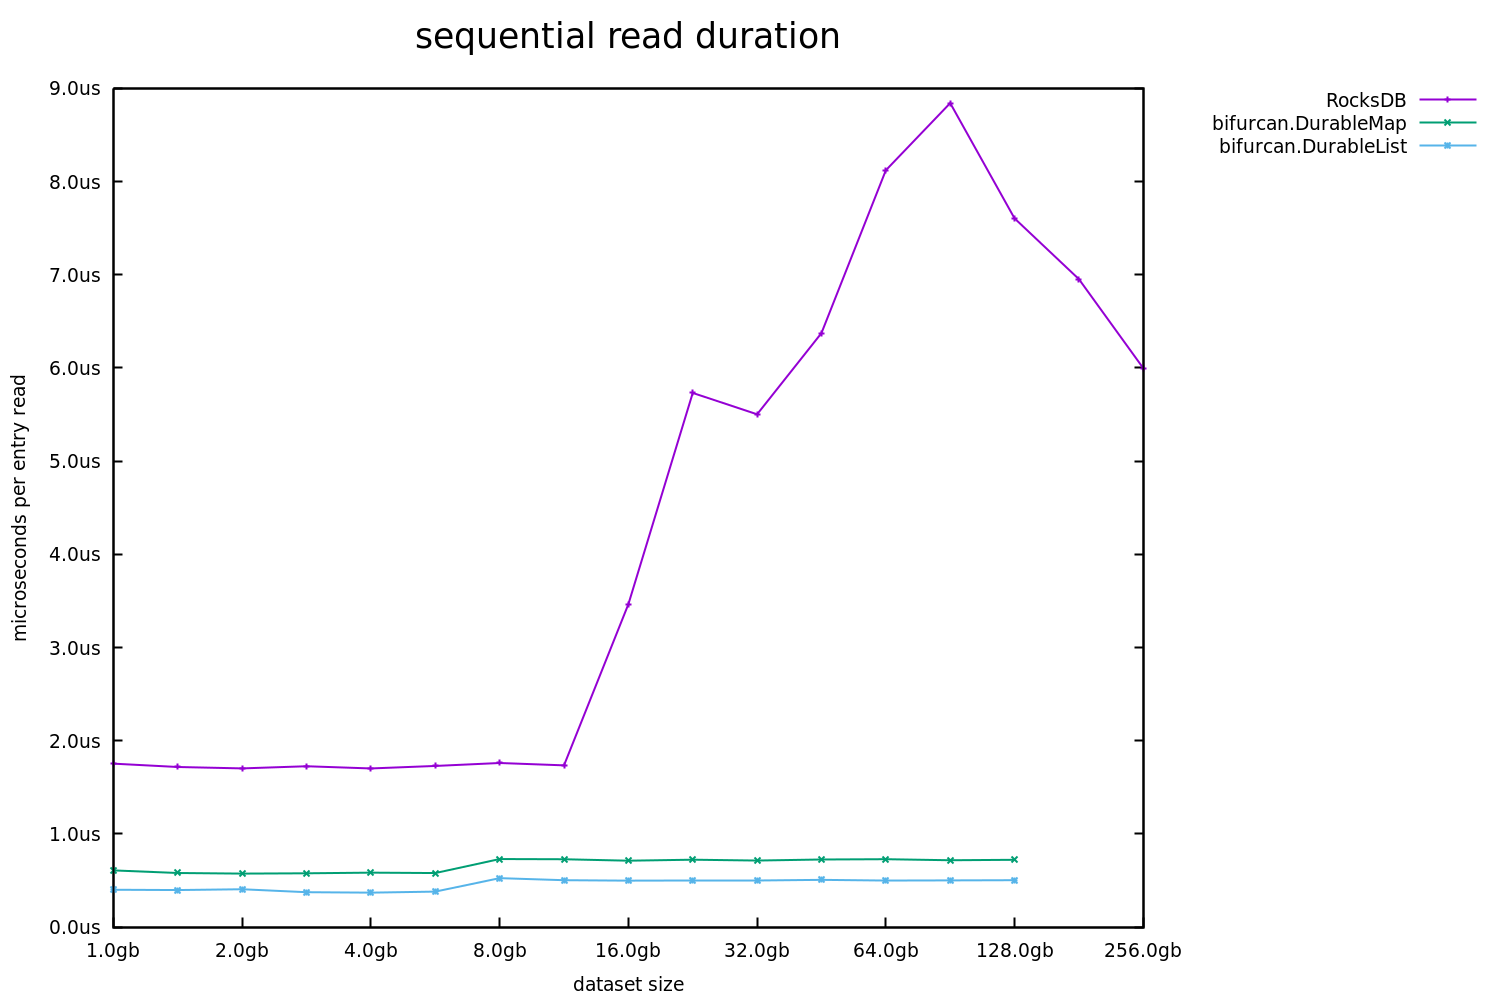 sequential read duration
RocksDB
bifurcan.DurableMap
bifurcan.DurableList
9.0us
8.0us
7.0us
6.0us
5.0us
4.0us
3.0us
2.0us
1.0us
0.0us
microseconds per entry read
1.0gb 2.0gb 4.0gb 8.0gb 16.0gb 32.0gb 64.0gb 128.0gb 256.0gb
dataset size